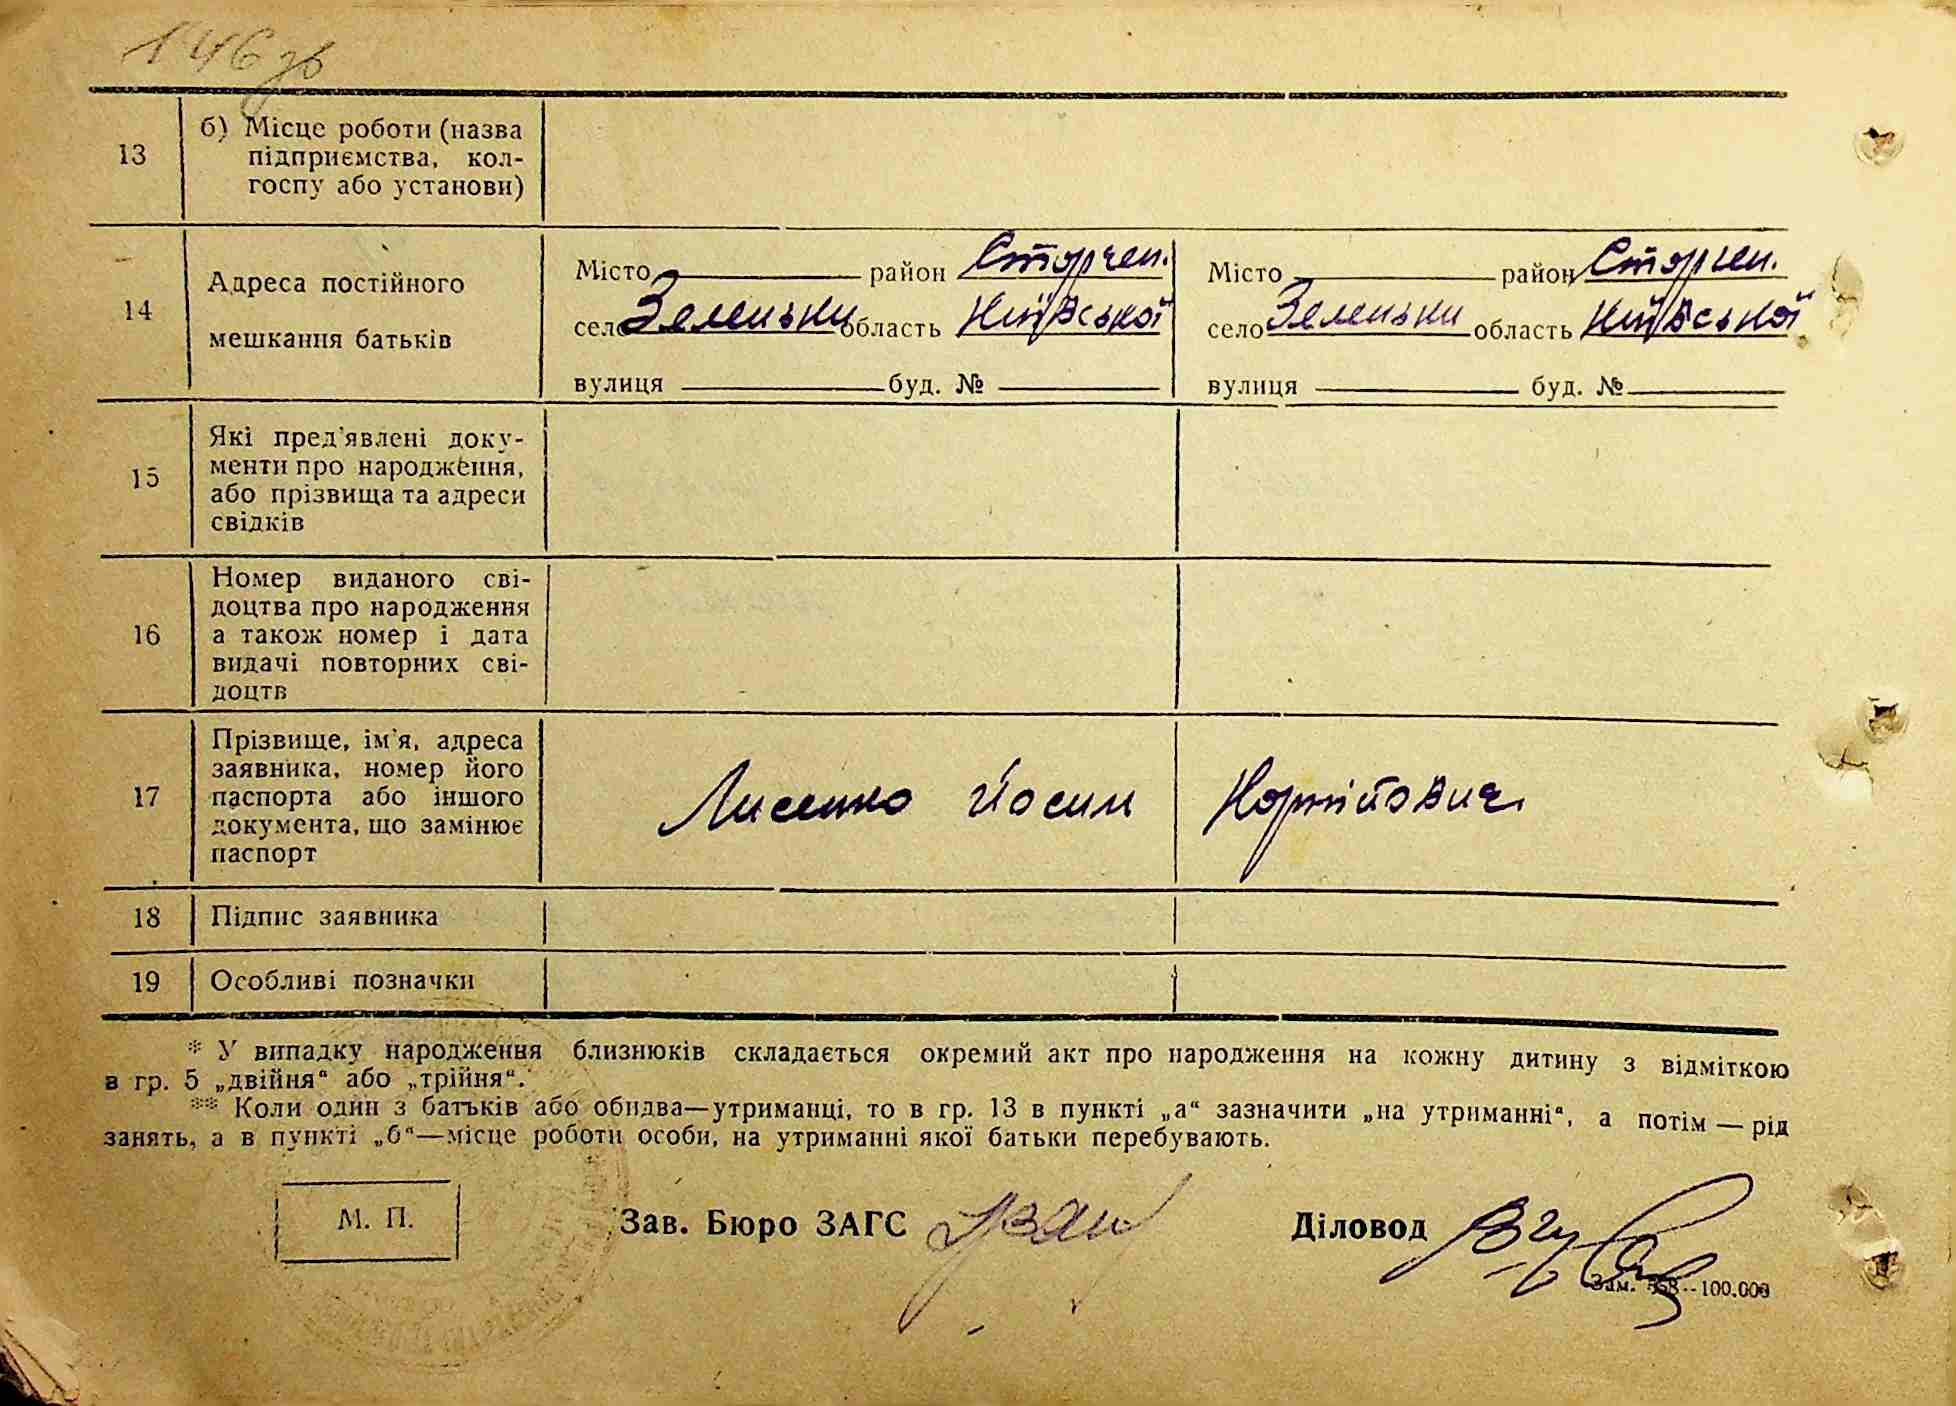 146 зв
13
б) Місце роботи (назва
підприємства, кол-
госпу або установи)
14
Адреса постійного
мешкання батьків
Місто район Сторчен.
село Зеленьки область Київської
вулиця буд. №
Місто район Сторчен.
село Зеленьки область Київської
вулиця буд. №
15
Які пред'явлені доку-
менти про народження,
або прізвища та адреси
свідків
16
Номер виданого сві-
доцтва про народження
а також номер і дата
видачі повторних сві-
доцтв
17
Прізвище, ім'я, адреса
заявника, номер його
паспорта або іншого
документа, що замінює
паспорт
Лисенко Йосип Корнійович
18
Підпис заявника
19
Особливі позначки
* У випадку народження близнюків складається окремий акт про народження на кожну дитину з відміткою
в гр. 5 „двійня“ або „трійня“.
** Коли один з батьків або обидва—утриманці, то в гр. 13 в пункті „а“ зазначити „на утриманні“, а потім — рід
занять, а в пункті „б“—місце роботи особи, на утриманні якої батьки перебувають.
М. П.
Зав. Бюро ЗАГС
Діловод
Зам. 558--100.000